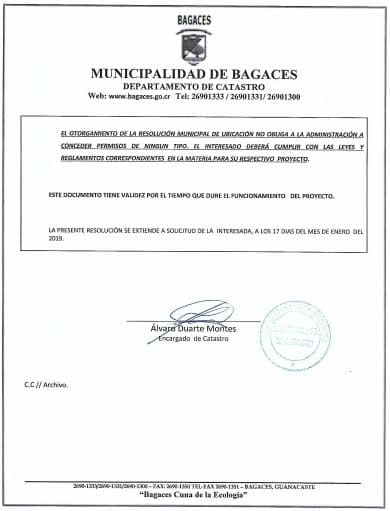 BAGACES
MUNICIPALIDAD DE BAGACES
DEPARTAMENTO DE CATASTRO
Web: www.bagaces.go.cr Tel: 26901333 / 26901331/ 26901300
EL OTORGAMIENTO DE LA RESOLUCIÓN MUNICIPAL DE UBICACIÓN NO OBLIGA A LA ADMINISTRACIÓN A
CONCEDER PERMISOS DE NINGUN TIPO. EL INTERESADO DEBERÁ CUMPLIR CON LAS LEYES Y
REGLAMENTOS CORRESPONDIENTES EN LA MATERIA PARA SU RESPECTIVO PROYECTO.
ESTE DOCUMENTO TIENE VALIDEZ POR EL TIEMPO QUE DURE EL FUNCIONAMIENTO DEL PROYECTO.
LA PRESENTE RESOLUCIÓN SE EXTIENDE A SOLICITUD DE LA INTERESADA, A LOS 17 DIAS DEL MES DE ENERO DEL
2019.
Álvaro Duarte Montes
Encargado de Catastro
C.C // Archivo.
2690-1333/2690-1331/2690-1300 – FAX: 2690-1350 TEL-FAX 2690-1351 – BAGACES, GUANACASTE
"Bagaces Cuna de la Ecología"